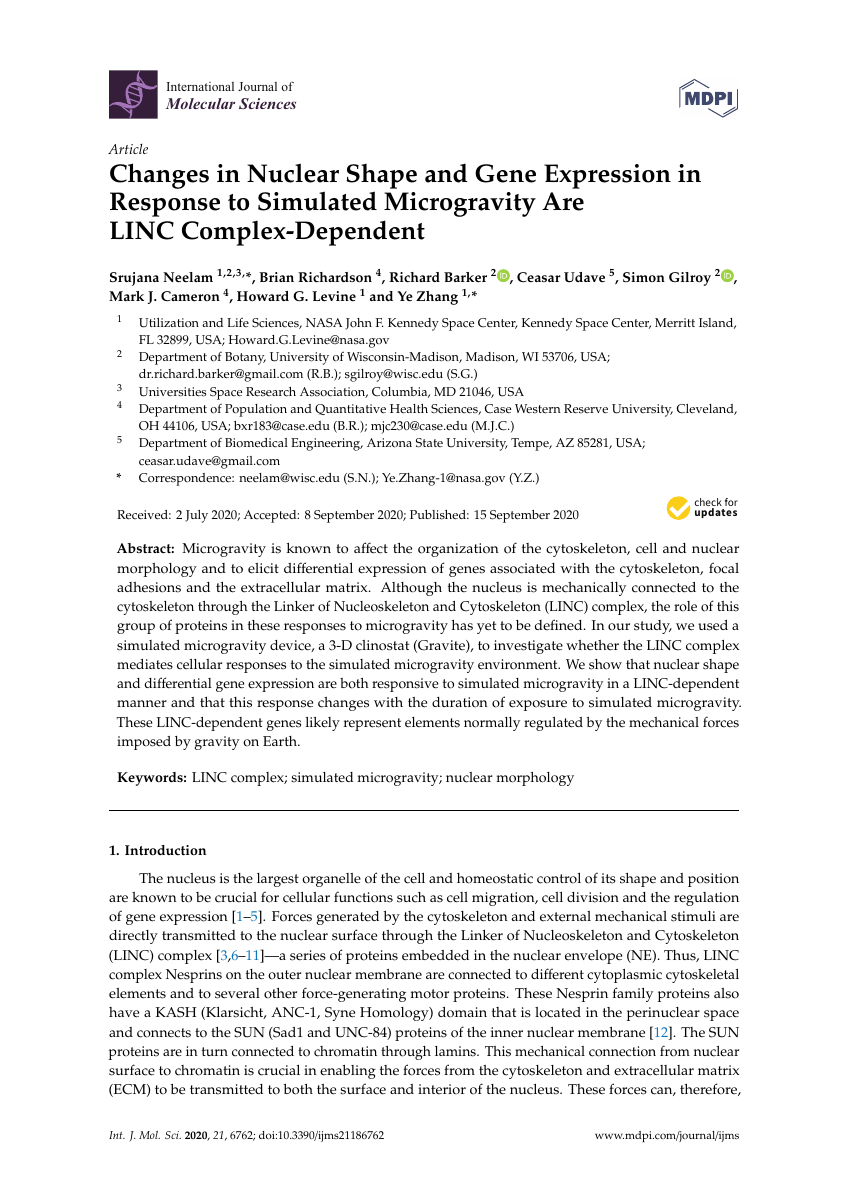 International Journal of
Molecular Sciences
MDPI
Article
Changes in Nuclear Shape and Gene Expression in
Response to Simulated Microgravity Are
LINC Complex-Dependent
Srujana Neelam 1,2,3,*, Brian Richardson 4, Richard Barker 2 iD, Ceasar Udave 5, Simon Gilroy 2 iD,
Mark J. Cameron 4, Howard G. Levine 1 and Ye Zhang 1,*
1 Utilization and Life Sciences, NASA John F. Kennedy Space Center, Kennedy Space Center, Merritt Island,
FL 32899, USA; Howard.G.Levine@nasa.gov
2 Department of Botany, University of Wisconsin-Madison, Madison, WI 53706, USA;
dr.richard.barker@gmail.com (R.B.); sgilroy@wisc.edu (S.G.)
3 Universities Space Research Association, Columbia, MD 21046, USA
4 Department of Population and Quantitative Health Sciences, Case Western Reserve University, Cleveland,
OH 44106, USA; bxr183@case.edu (B.R.); mjc230@case.edu (M.J.C.)
5 Department of Biomedical Engineering, Arizona State University, Tempe, AZ 85281, USA;
ceasar.udave@gmail.com
* Correspondence: neelam@wisc.edu (S.N.); Ye.Zhang-1@nasa.gov (Y.Z.)
check for
updates
Received: 2 July 2020; Accepted: 8 September 2020; Published: 15 September 2020
Abstract: Microgravity is known to affect the organization of the cytoskeleton, cell and nuclear
morphology and to elicit differential expression of genes associated with the cytoskeleton, focal
adhesions and the extracellular matrix. Although the nucleus is mechanically connected to the
cytoskeleton through the Linker of Nucleoskeleton and Cytoskeleton (LINC) complex, the role of this
group of proteins in these responses to microgravity has yet to be defined. In our study, we used a
simulated microgravity device, a 3-D clinostat (Gravite), to investigate whether the LINC complex
mediates cellular responses to the simulated microgravity environment. We show that nuclear shape
and differential gene expression are both responsive to simulated microgravity in a LINC-dependent
manner and that this response changes with the duration of exposure to simulated microgravity.
These LINC-dependent genes likely represent elements normally regulated by the mechanical forces
imposed by gravity on Earth.
Keywords: LINC complex; simulated microgravity; nuclear morphology
1. Introduction
The nucleus is the largest organelle of the cell and homeostatic control of its shape and position
are known to be crucial for cellular functions such as cell migration, cell division and the regulation
of gene expression [1–5]. Forces generated by the cytoskeleton and external mechanical stimuli are
directly transmitted to the nuclear surface through the Linker of Nucleoskeleton and Cytoskeleton
(LINC) complex [3,6–11]—a series of proteins embedded in the nuclear envelope (NE). Thus, LINC
complex Nesprins on the outer nuclear membrane are connected to different cytoplasmic cytoskeletal
elements and to several other force-generating motor proteins. These Nesprin family proteins also
have a KASH (Klarsicht, ANC-1, Syne Homology) domain that is located in the perinuclear space
and connects to the SUN (Sad1 and UNC-84) proteins of the inner nuclear membrane [12]. The SUN
proteins are in turn connected to chromatin through lamins. This mechanical connection from nuclear
surface to chromatin is crucial in enabling the forces from the cytoskeleton and extracellular matrix
(ECM) to be transmitted to both the surface and interior of the nucleus. These forces can, therefore,
Int. J. Mol. Sci. 2020, 21, 6762; doi:10.3390/ijms21186762
www.mdpi.com/journal/ijms